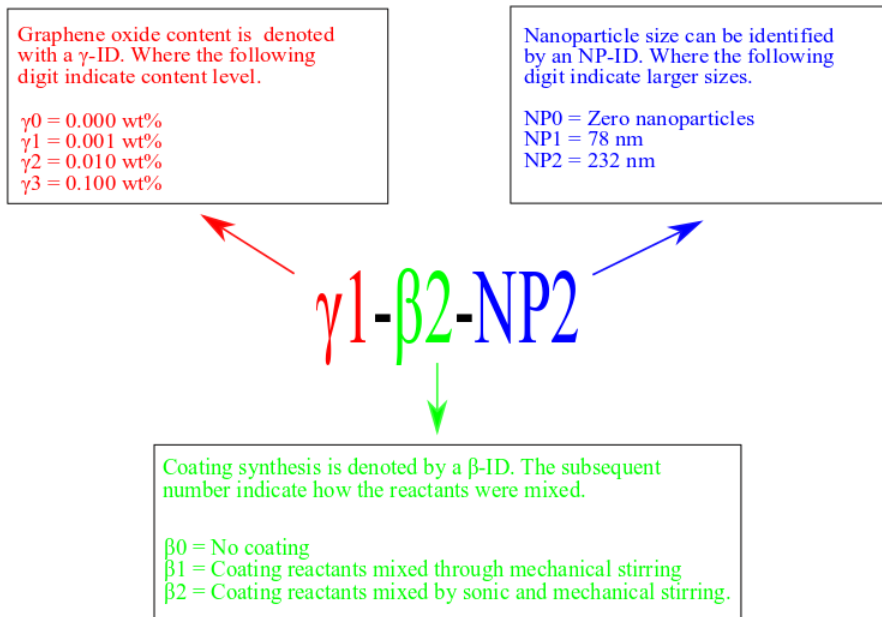 Graphene oxide content is denoted
with a γ-ID. Where the following
digit indicate content level.
γ0 = 0.000 wt%
γ1 = 0.001 wt%
γ2 = 0.010 wt%
γ3 = 0.100 wt%
Nanoparticle size can be identified
by an NP-ID. Where the following
digit indicate larger sizes.
NP0 = Zero nanoparticles
NP1 = 78 nm
NP2 = 232 nm
γ1-β2-NP2
Coating synthesis is denoted by a β-ID. The subsequent
number indicate how the reactants were mixed.
β0 = No coating
β1 = Coating reactants mixed through mechanical stirring
β2 = Coating reactants mixed by sonic and mechanical stirring.